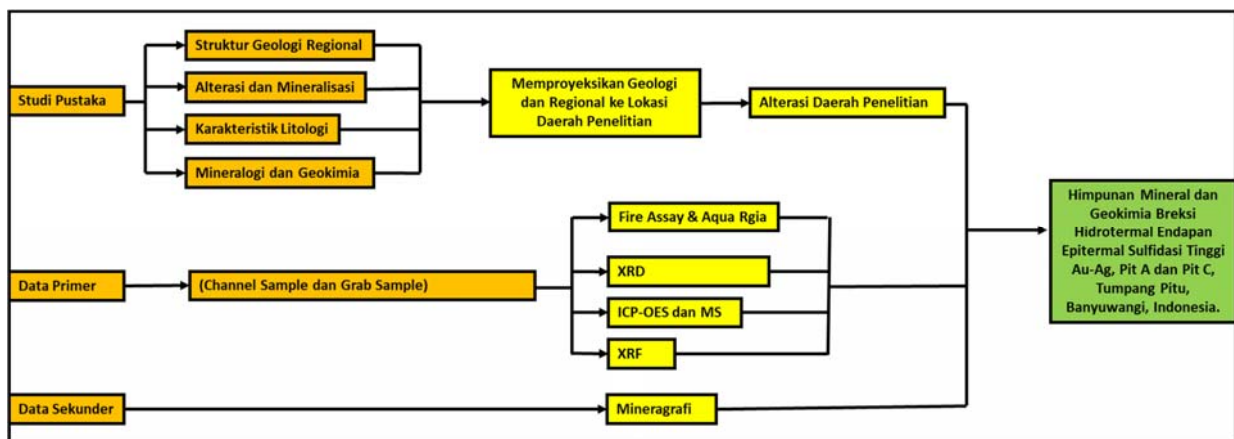 Studi Pustaka
Struktur Geologi Regional
Alterasi dan Mineralisasi
Karakteristik Litologi
Mineralogi dan Geokimia
Memproyeksikan Geologi
dan Regional ke Lokasi
Daerah Penelitian
Alterasi Daerah Penelitian
Data Primer
(Channel Sample dan Grab Sample)
Fire Assay & Aqua Rgia
XRD
ICP-OES dan MS
XRF
Data Sekunder
Mineragrafi
Himpunan Mineral dan
Geokimia Breksi
Hidrotermal Endapan
Epitermal Sulfidasi Tinggi
Au-Ag, Pit A dan Pit C,
Tumpang Pitu,
Banyuwangi, Indonesia.